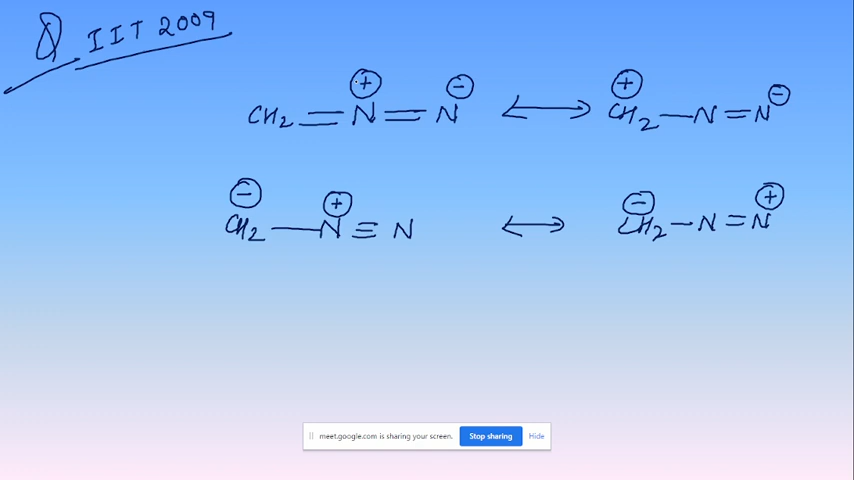 Q IIT 2009
CH₂=N⊕=N⊖ ⟷ ⊕CH₂—N=N⊖
⊖CH₂—N⊕≡N ⟷ ⊖CH₂—N=N⊕
meet.google.com is sharing your screen. Stop sharing Hide